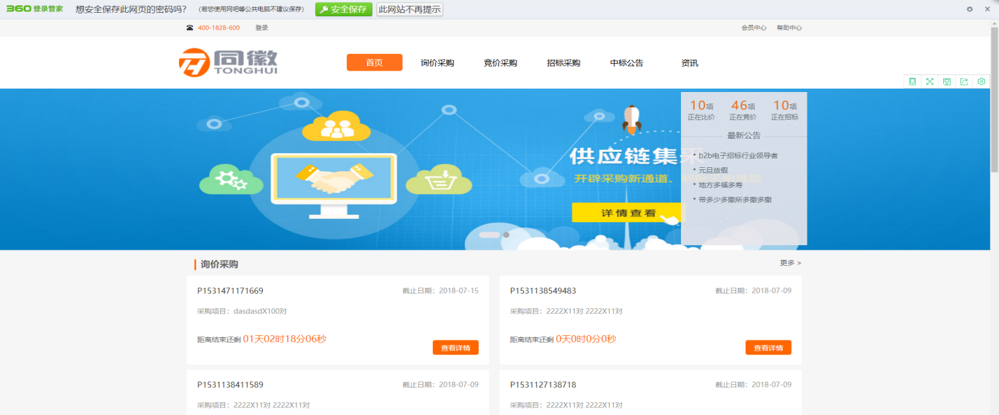 360登录管家 想安全保存此网页的密码吗? (若您使用网吧等公共电脑不建议保存) 安全保存 此网站不再提示
400-1828-600 登录 会员中心 帮助中心
同徽
TONGHUI
首页 询价采购 竞价采购 招标采购 中标公告 资讯
10项 46项 10项
正在比价 正在竞价 正在招标
最新公告
供应链集采
• b2b电子招标行业领导者
• 元旦放假
开辟采购新通道、
• 地方多福多寿
• 带多少多撒所多撒多撒
详情查看
询价采购 更多 >
P1531471171669 截止日期：2018-07-15
采购项目：dasdasdX100对
距离结束还剩 01天02时18分06秒
查看详情
P1531138549483 截止日期：2018-07-09
采购项目：2222X11对 2222X11对
距离结束还剩 0天0时0分0秒
查看详情
P1531138411589 截止日期：2018-07-09
采购项目：2222X11对 2222X11对
P1531127138718 截止日期：2018-07-09
采购项目：2222X11对 2222X11对